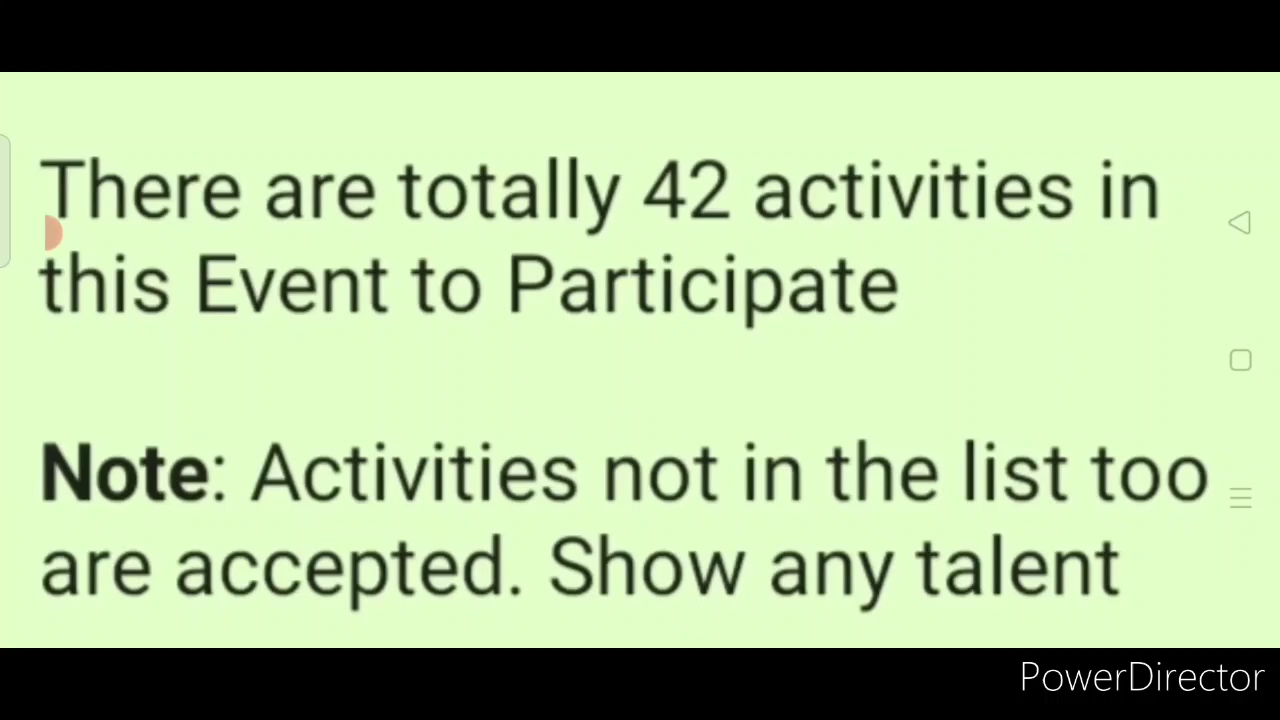 There are totally 42 activities in
this Event to Participate
Note: Activities not in the list too
are accepted. Show any talent
PowerDirector